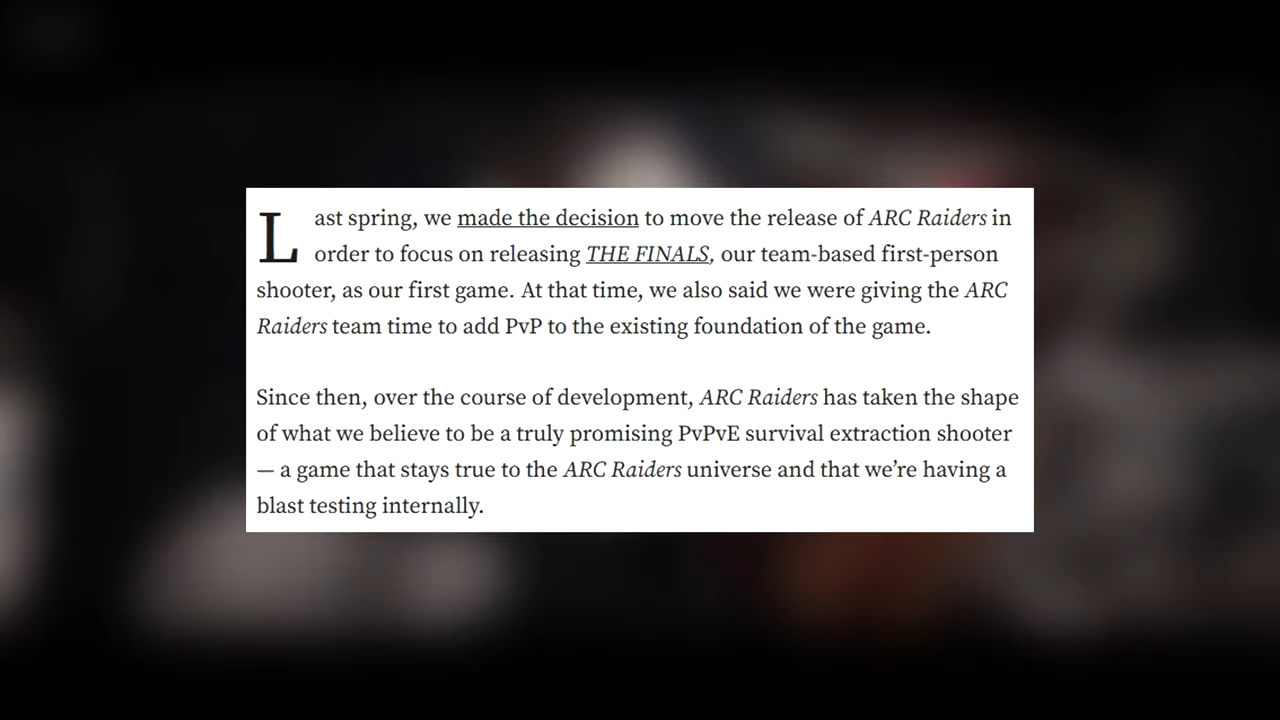 Last spring, we made the decision to move the release of ARC Raiders in
order to focus on releasing THE FINALS, our team-based first-person
shooter, as our first game. At that time, we also said we were giving the ARC
Raiders team time to add PvP to the existing foundation of the game.
Since then, over the course of development, ARC Raiders has taken the shape
of what we believe to be a truly promising PvPvE survival extraction shooter
— a game that stays true to the ARC Raiders universe and that we’re having a
blast testing internally.